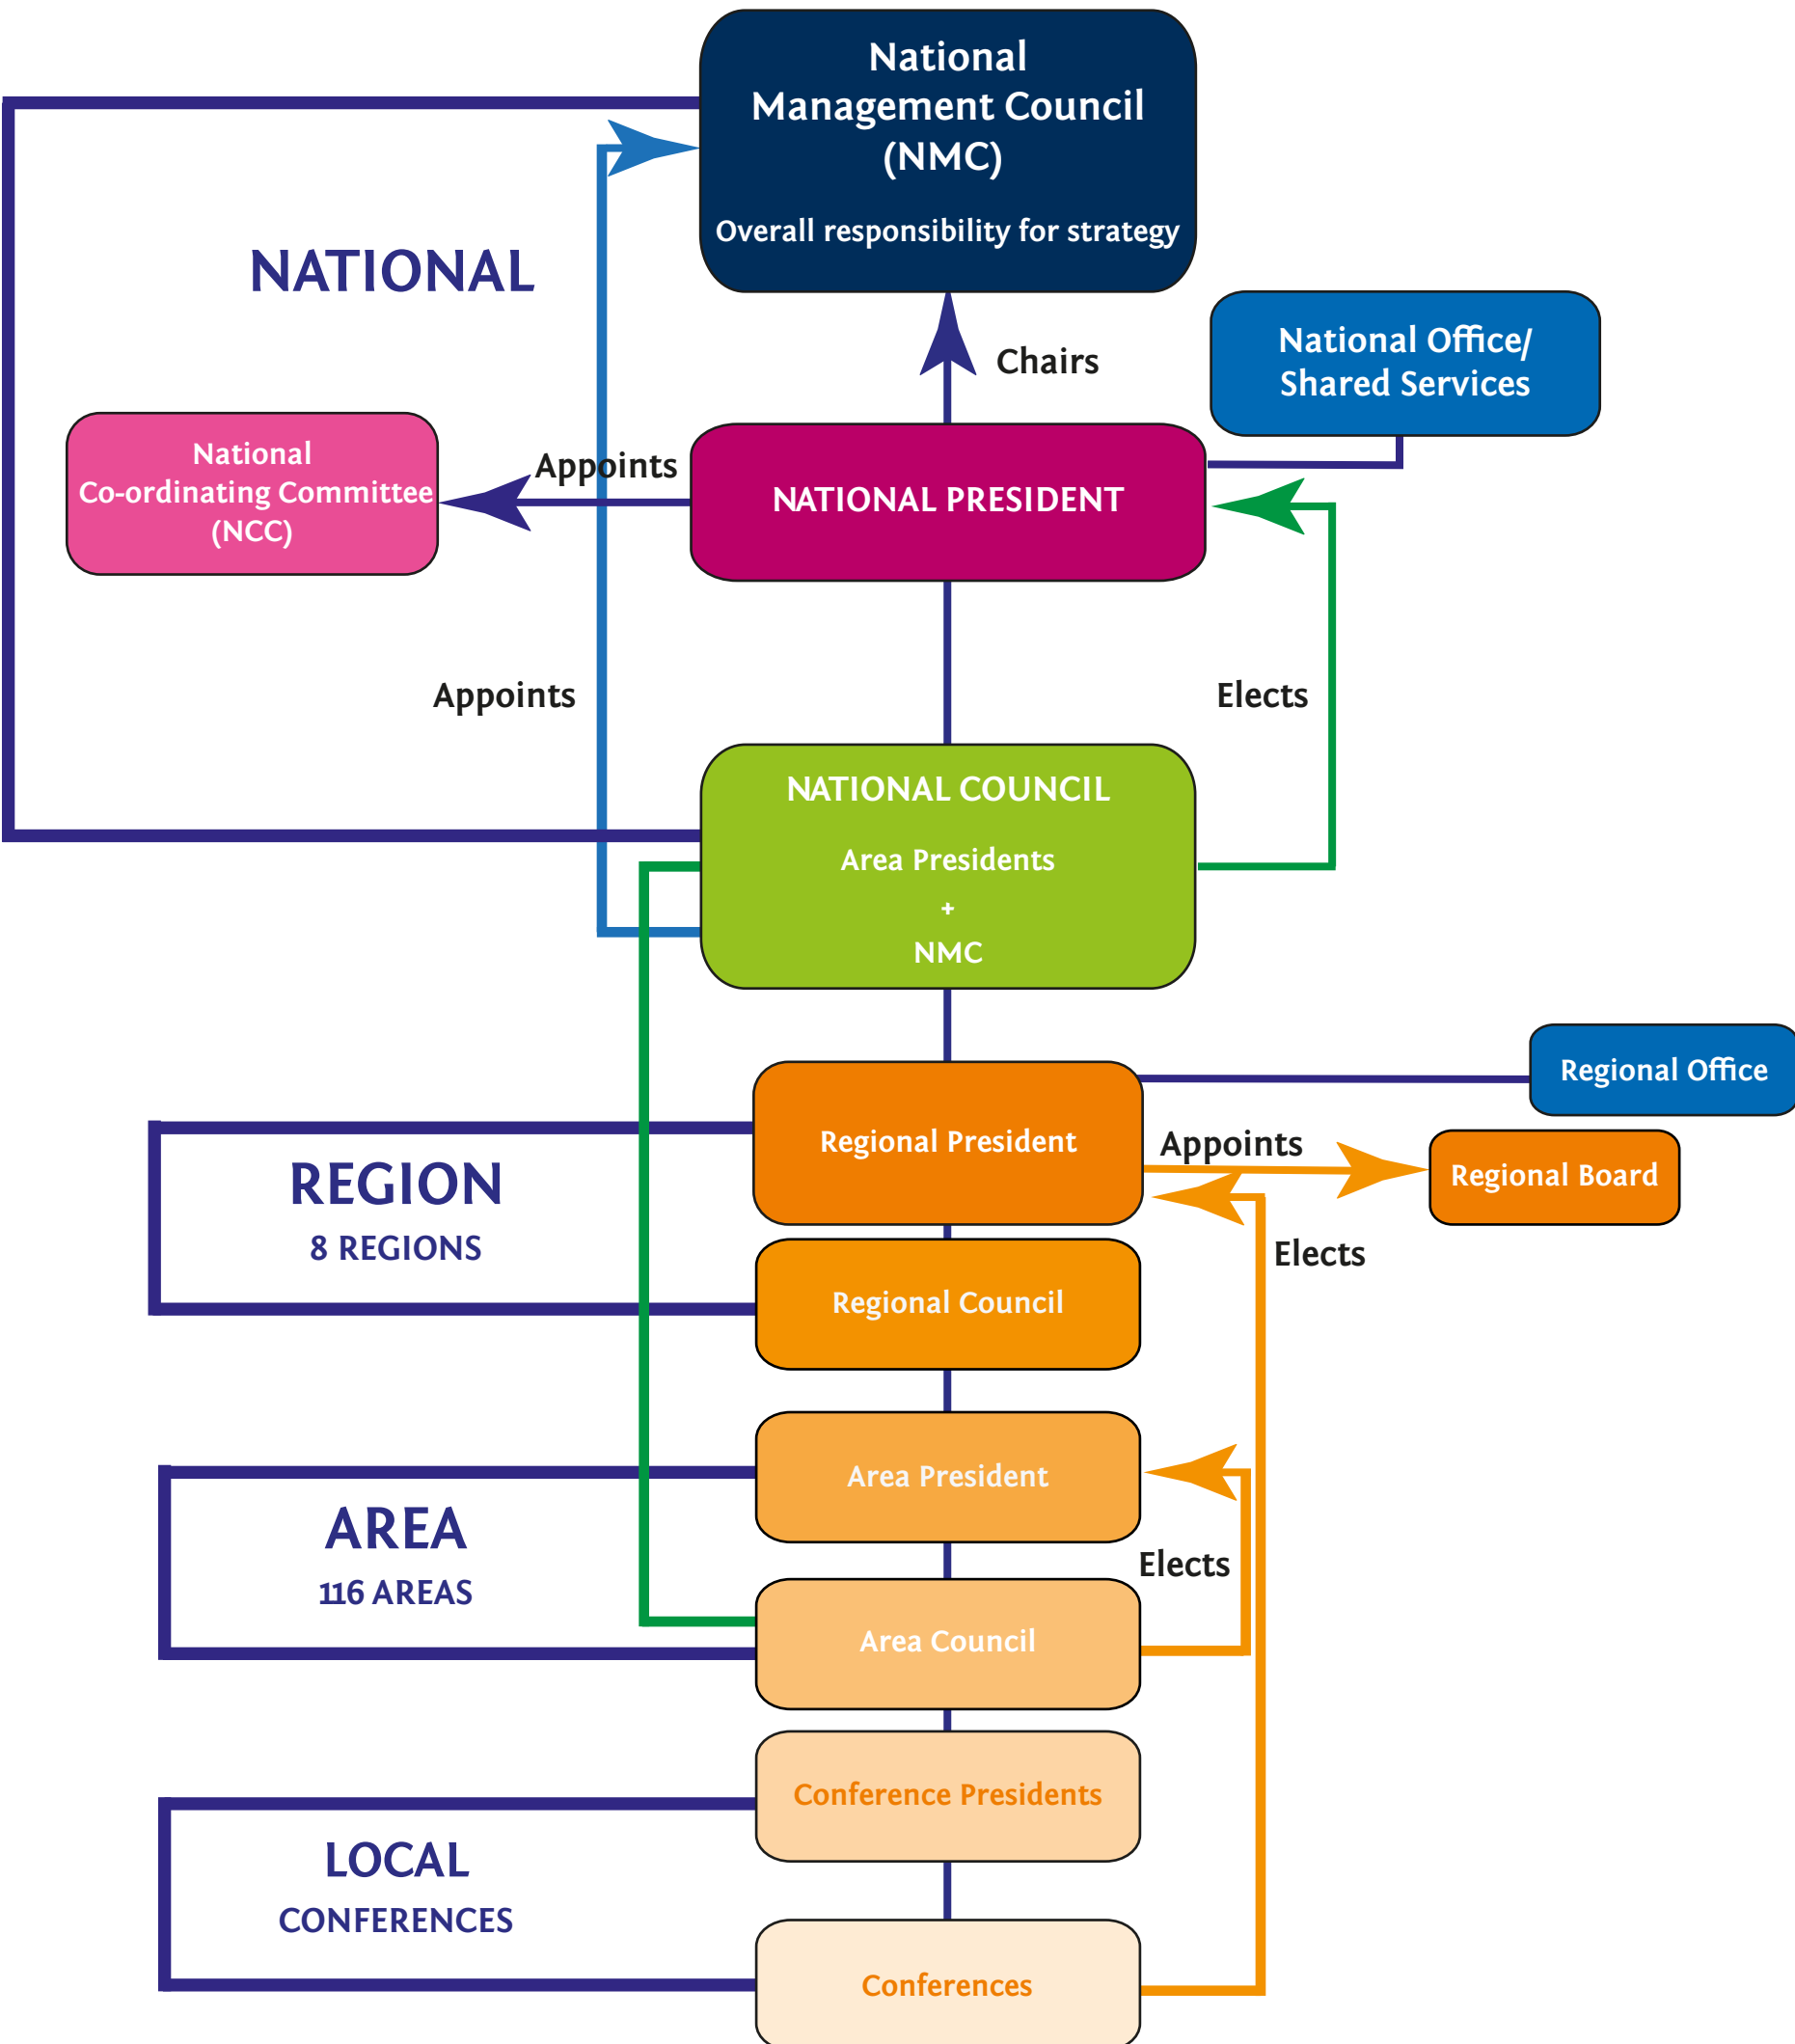 National
Management Council
(NMC)
Overall responsibility for strategy
NATIONAL
Chairs
National Office/
Shared Services
National
Co-ordinating Committee
(NCC)
Appoints
NATIONAL PRESIDENT
Appoints
Elects
NATIONAL COUNCIL
Area Presidents
+
NMC
Regional Office
Regional President
Appoints
Regional Board
REGION
8 REGIONS
Elects
Regional Council
Area President
AREA
116 AREAS
Elects
Area Council
Conference Presidents
LOCAL
CONFERENCES
Conferences